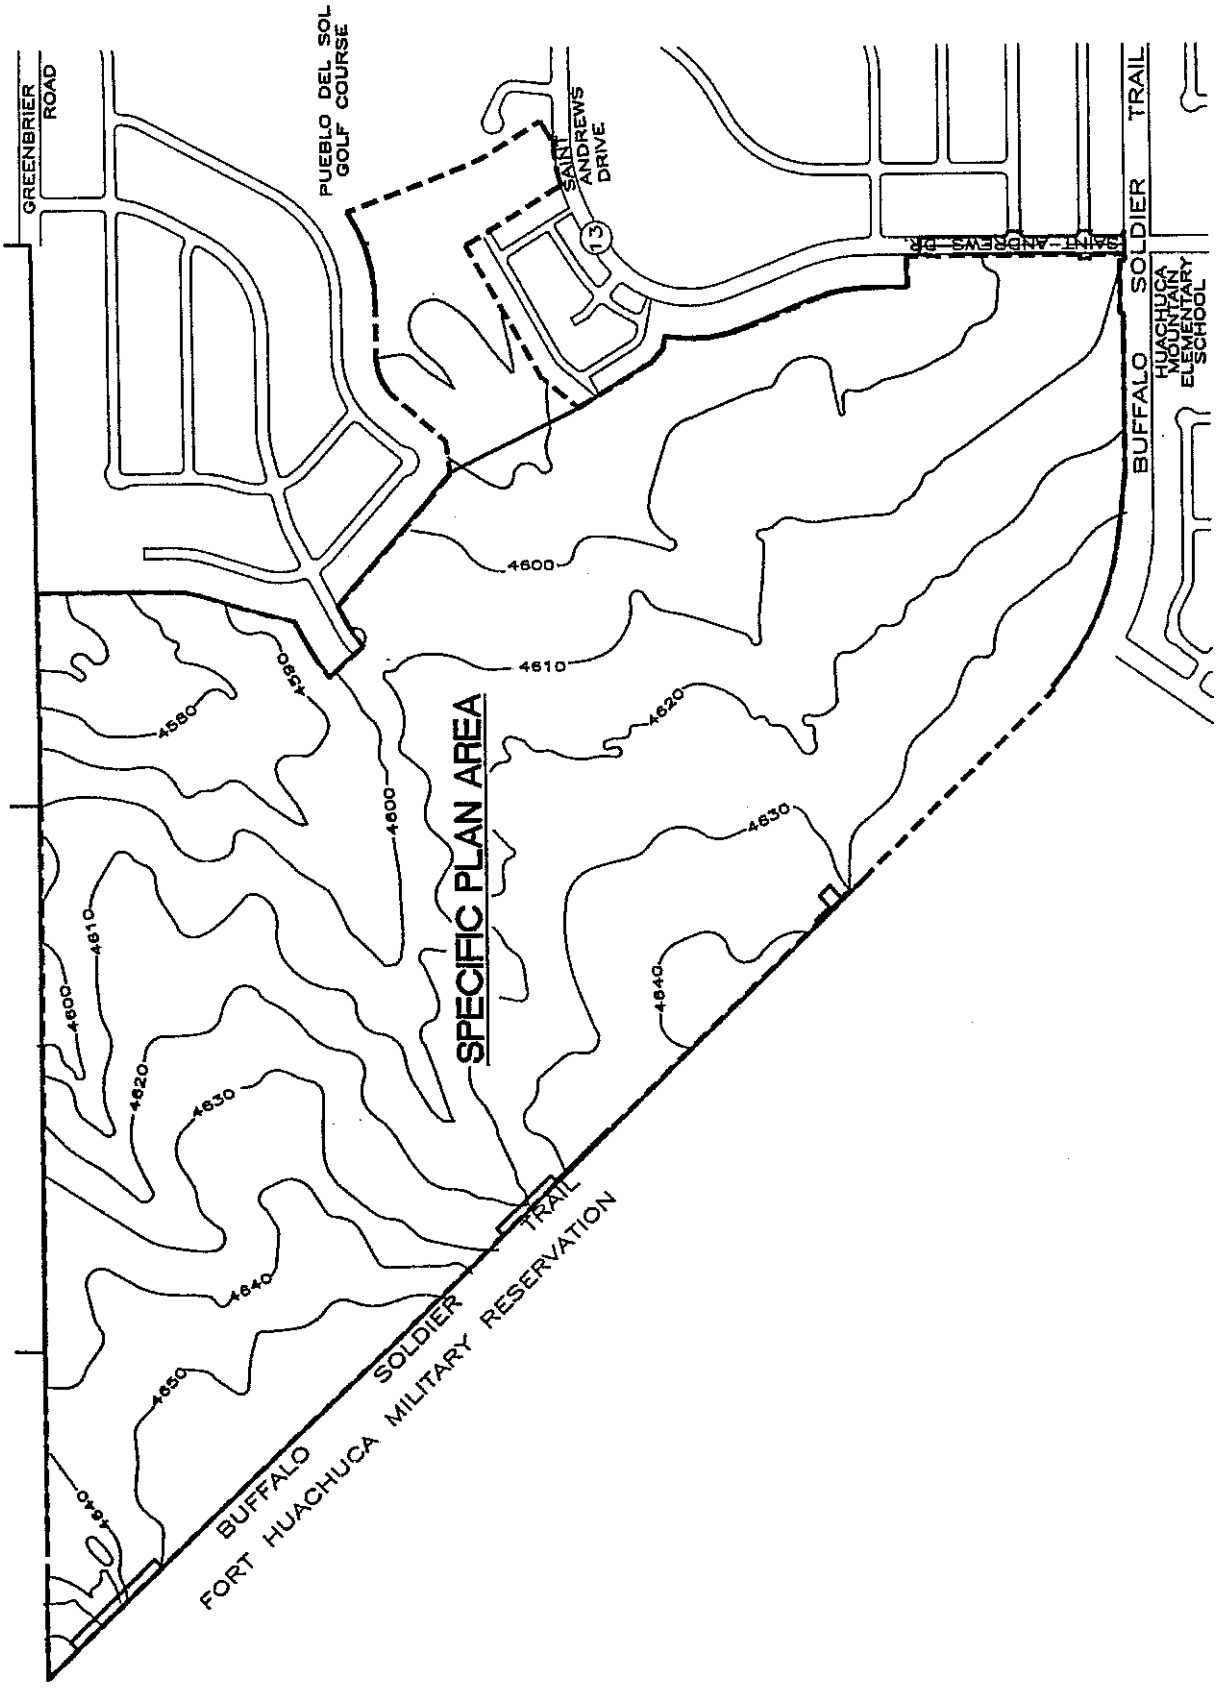 GREENBRIER
ROAD
PUEBLO DEL SOL
GOLF COURSE
SAINT
ANDREWS
DRIVE
13
SAINT ANDREWS DR.
BUFFALO SOLDIER TRAIL
HUACHUCA
MOUNTAIN
ELEMENTARY
SCHOOL
4590
4580
4600
4610
4620
4600
4610
4600
4630
SPECIFIC PLAN AREA
4620
4630
4640
4640
4650
4640
BUFFALO SOLDIER TRAIL
FORT HUACHUCA MILITARY RESERVATION